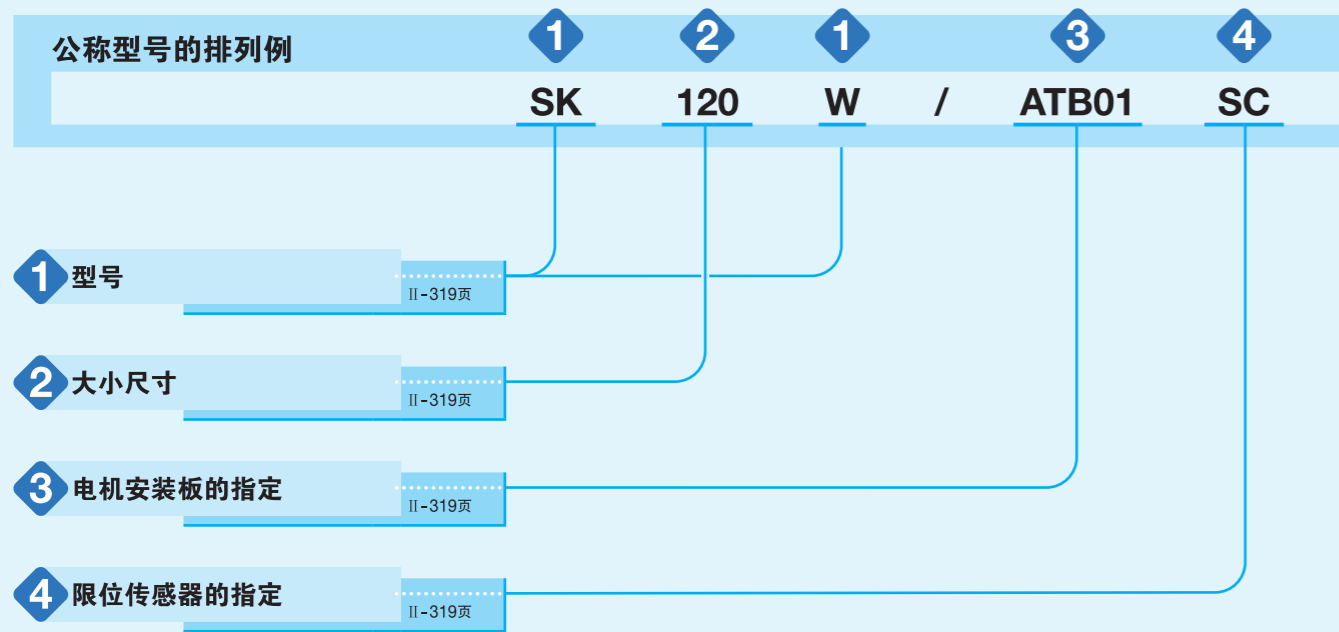 公称型号的排列例
1 2 1 3 4
SK 120 W / ATB01 SC
1 型号
II-319页
2 大小尺寸
II-319页
3 电机安装板的指定
II-319页
4 限位传感器的指定
II-319页